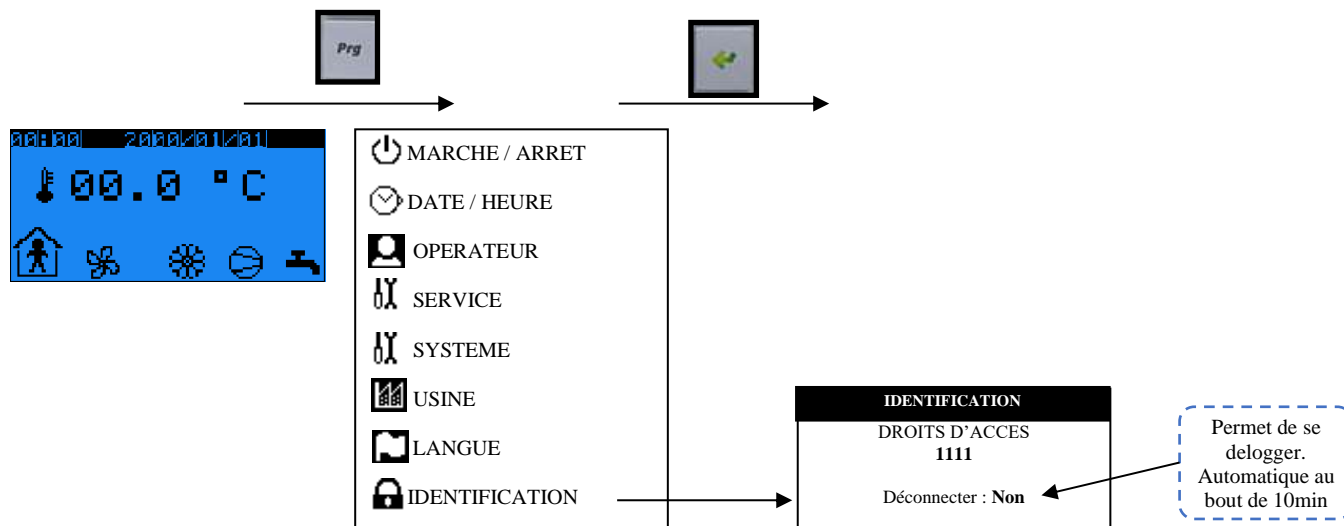 Prg
00:00 2000/01/01
00.0 °C
MARCHE / ARRET
DATE / HEURE
OPERATEUR
SERVICE
SYSTEME
USINE
LANGUE
IDENTIFICATION
IDENTIFICATION
DROITS D'ACCES
1111
Déconnecter : Non
Permet de se
delogger.
Automatique au
bout de 10min